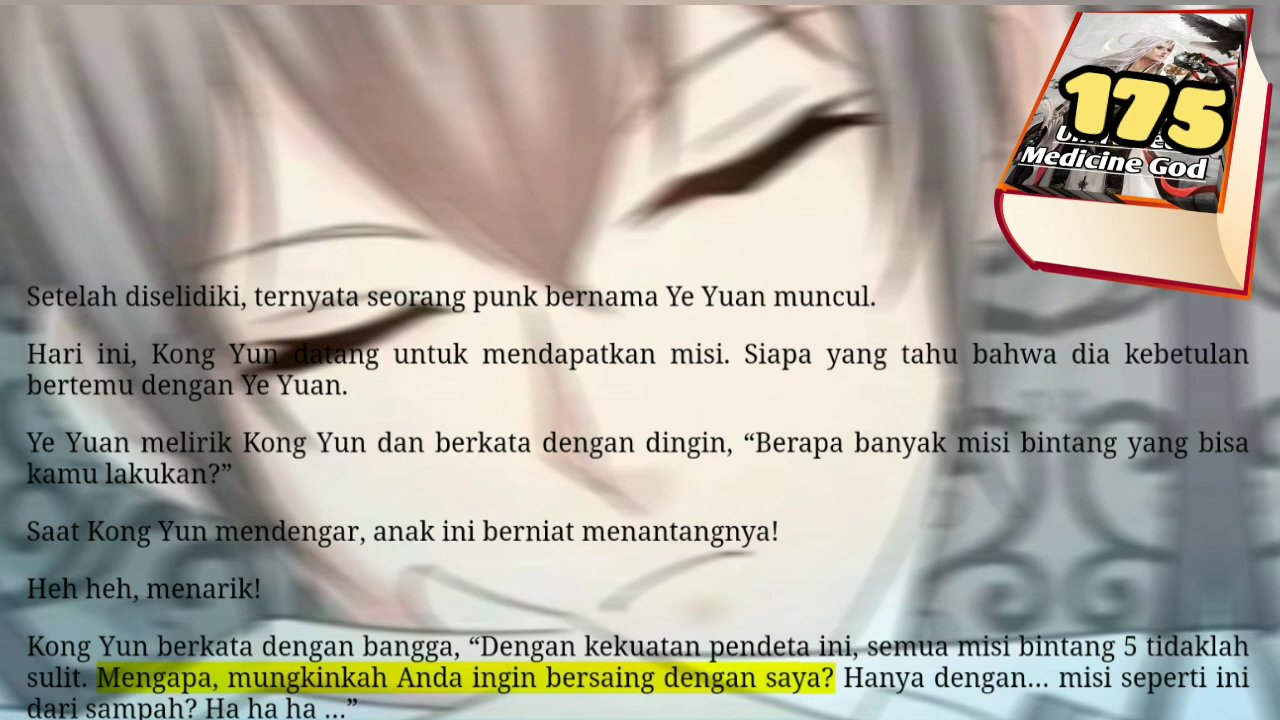 175
Medicine God
Setelah diselidiki, ternyata seorang punk bernama Ye Yuan muncul.
Hari ini, Kong Yun datang untuk mendapatkan misi. Siapa yang tahu bahwa dia kebetulan
bertemu dengan Ye Yuan.
Ye Yuan melirik Kong Yun dan berkata dengan dingin, “Berapa banyak misi bintang yang bisa
kamu lakukan?”
Saat Kong Yun mendengar, anak ini berniat menantangnya!
Heh heh, menarik!
Kong Yun berkata dengan bangga, “Dengan kekuatan pendeta ini, semua misi bintang 5 tidaklah
sulit. Mengapa, mungkinkah Anda ingin bersaing dengan saya? Hanya dengan... misi seperti ini
dari sampah? Ha ha ha ...”